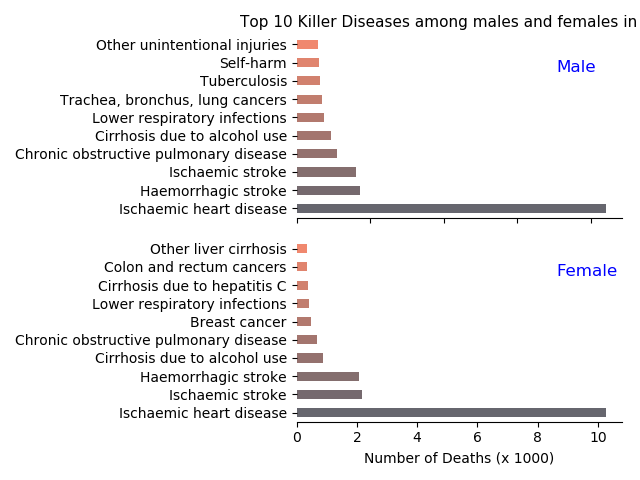 Top 10 Killer Diseases among males and females in
Other unintentional injuries
Self-harm
Tuberculosis
Trachea, bronchus, lung cancers
Lower respiratory infections
Cirrhosis due to alcohol use
Chronic obstructive pulmonary disease
Ischaemic stroke
Haemorrhagic stroke
Ischaemic heart disease
Male
Other liver cirrhosis
Colon and rectum cancers
Cirrhosis due to hepatitis C
Lower respiratory infections
Breast cancer
Chronic obstructive pulmonary disease
Cirrhosis due to alcohol use
Haemorrhagic stroke
Ischaemic stroke
Ischaemic heart disease
Female
0 2 4 6 8 10
Number of Deaths (x 1000)